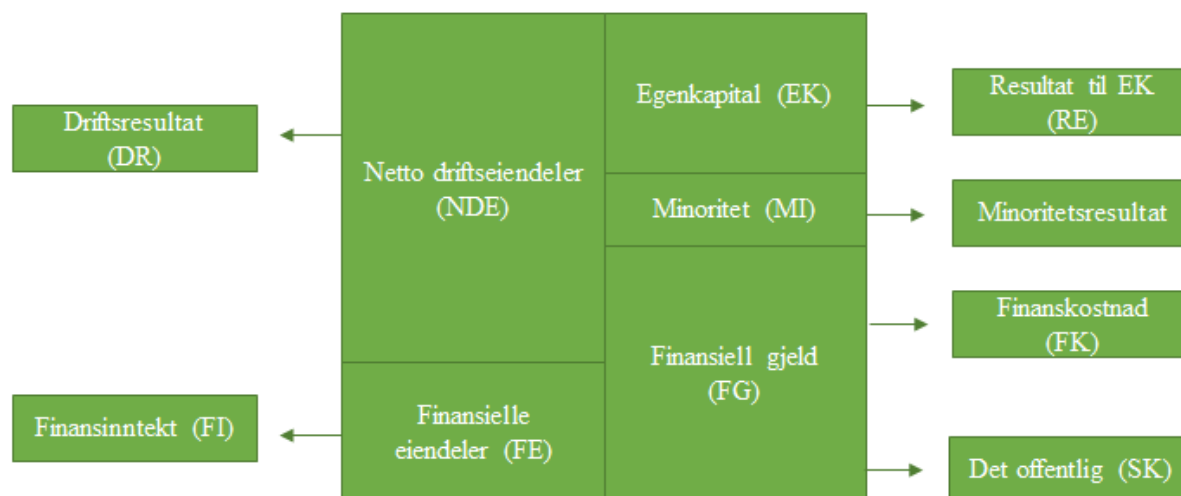 Driftsresultat
(DR)
Finansinntekt (FI)
Netto driftseiendeler
(NDE)
Finansielle
eiendeler (FE)
Egenkapital (EK)
Minoritet (MI)
Finansiell gjeld
(FG)
Resultat til EK
(RE)
Minoritetsresultat
Finanskostnad
(FK)
Det offentlig (SK)